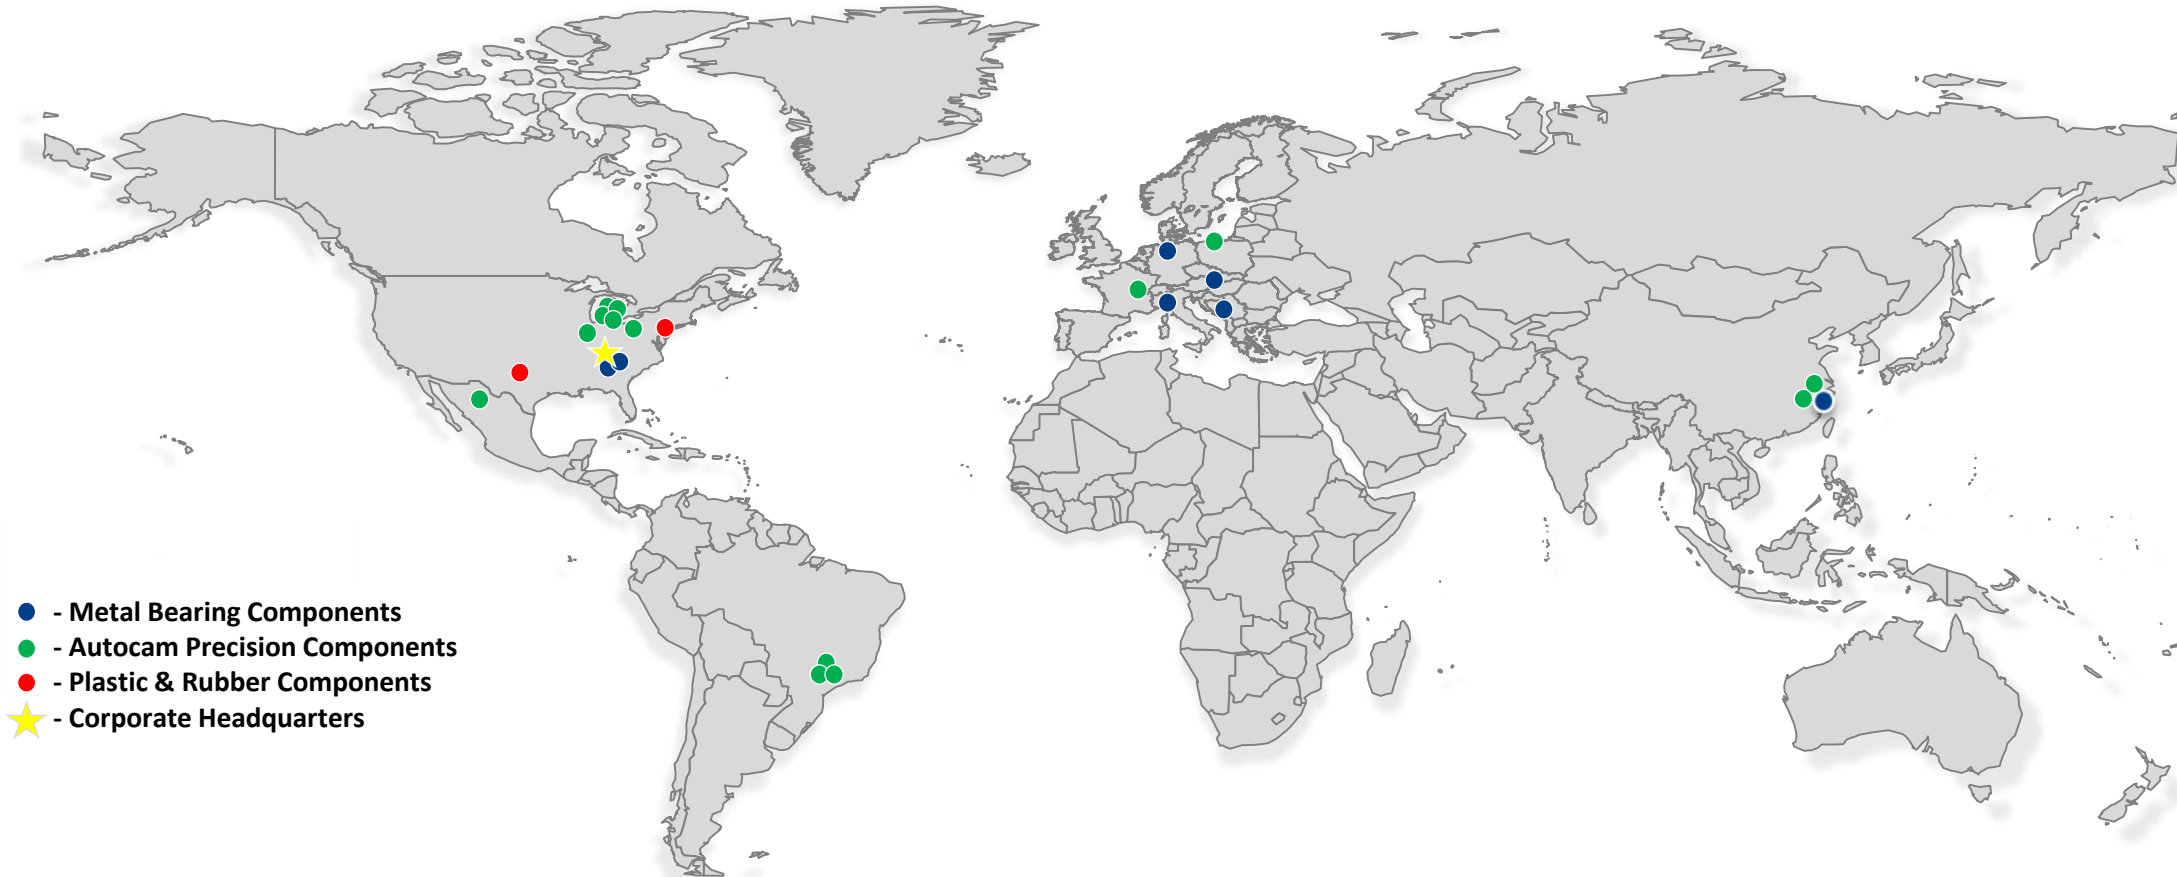 - Metal Bearing Components
- Autocam Precision Components
- Plastic & Rubber Components
- Corporate Headquarters